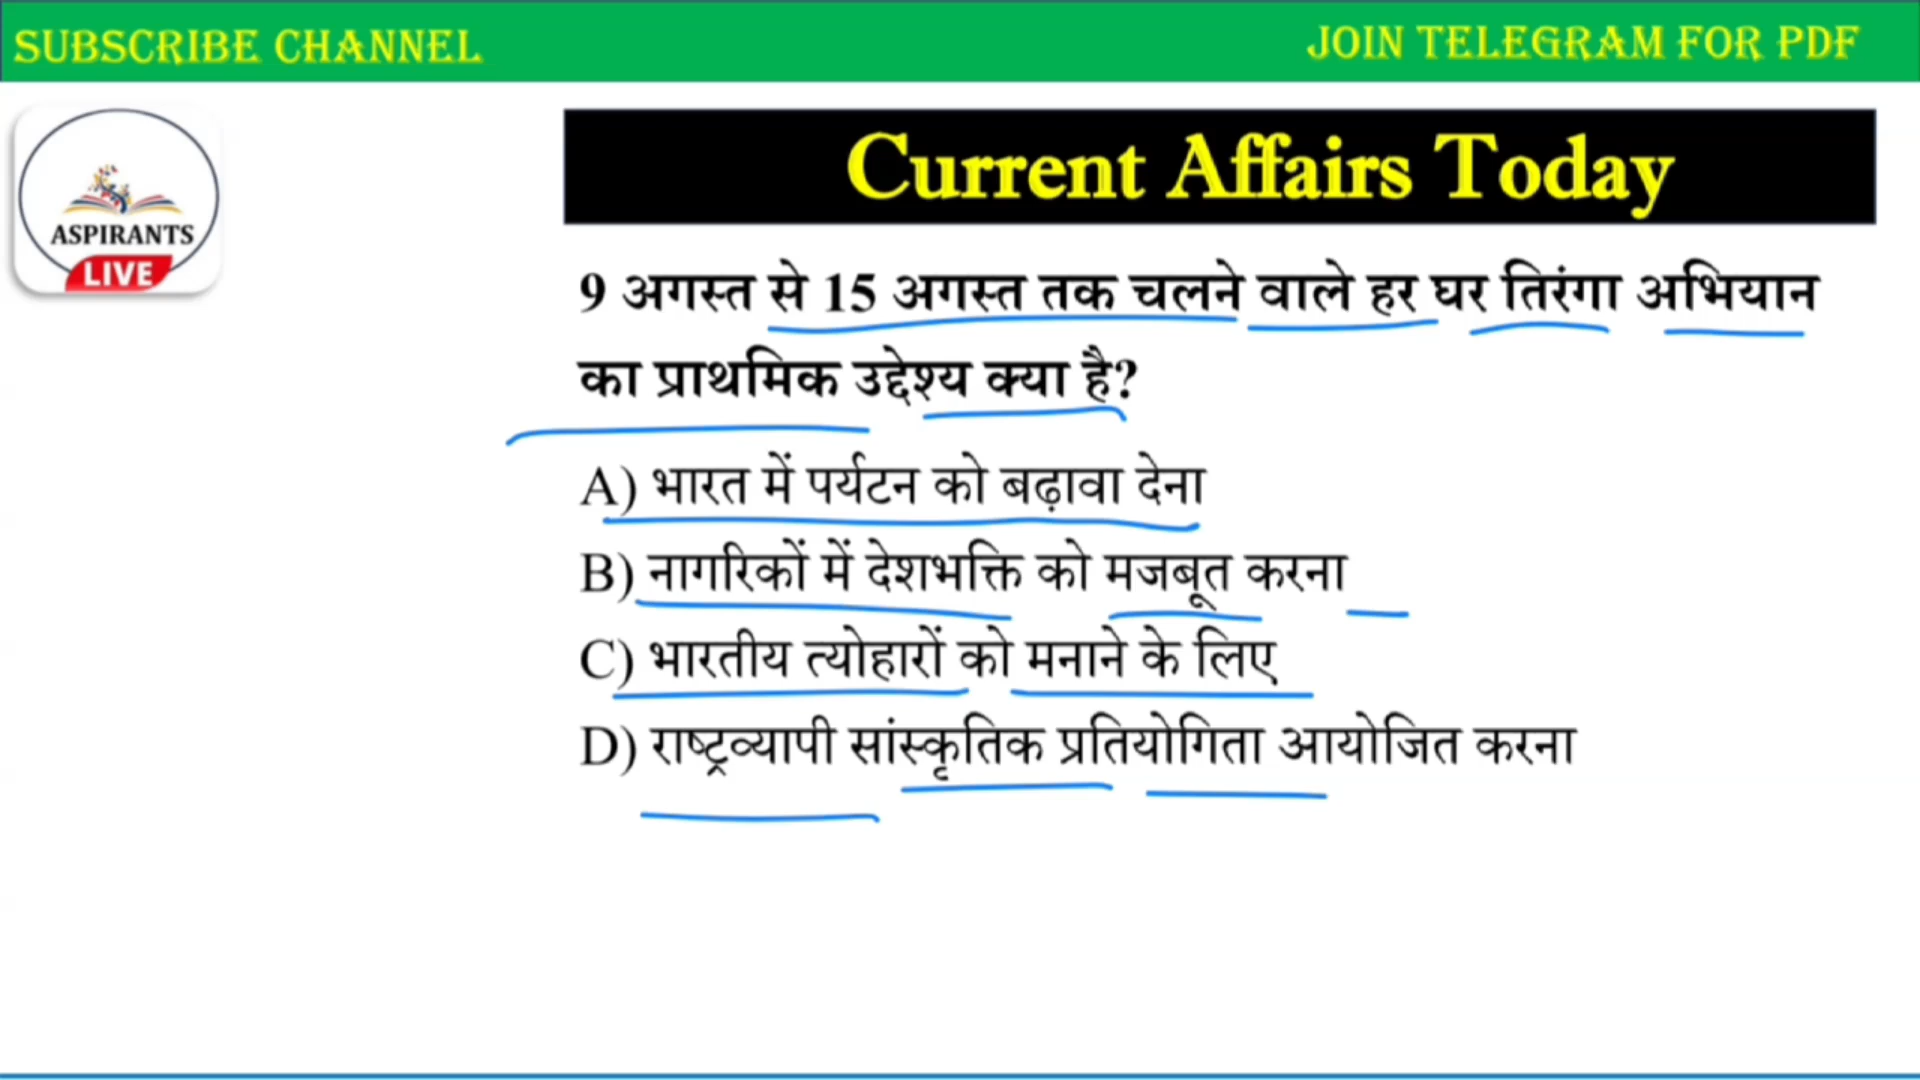 SUBSCRIBE CHANNEL
JOIN TELEGRAM FOR PDF
ASPIRANTS
LIVE
Current Affairs Today
9 अगस्त से 15 अगस्त तक चलने वाले हर घर तिरंगा अभियान
का प्राथमिक उद्देश्य क्या है?
A) भारत में पर्यटन को बढ़ावा देना
B) नागरिकों में देशभक्ति को मजबूत करना
C) भारतीय त्योहारों को मनाने के लिए
D) राष्ट्रव्यापी सांस्कृतिक प्रतियोगिता आयोजित करना